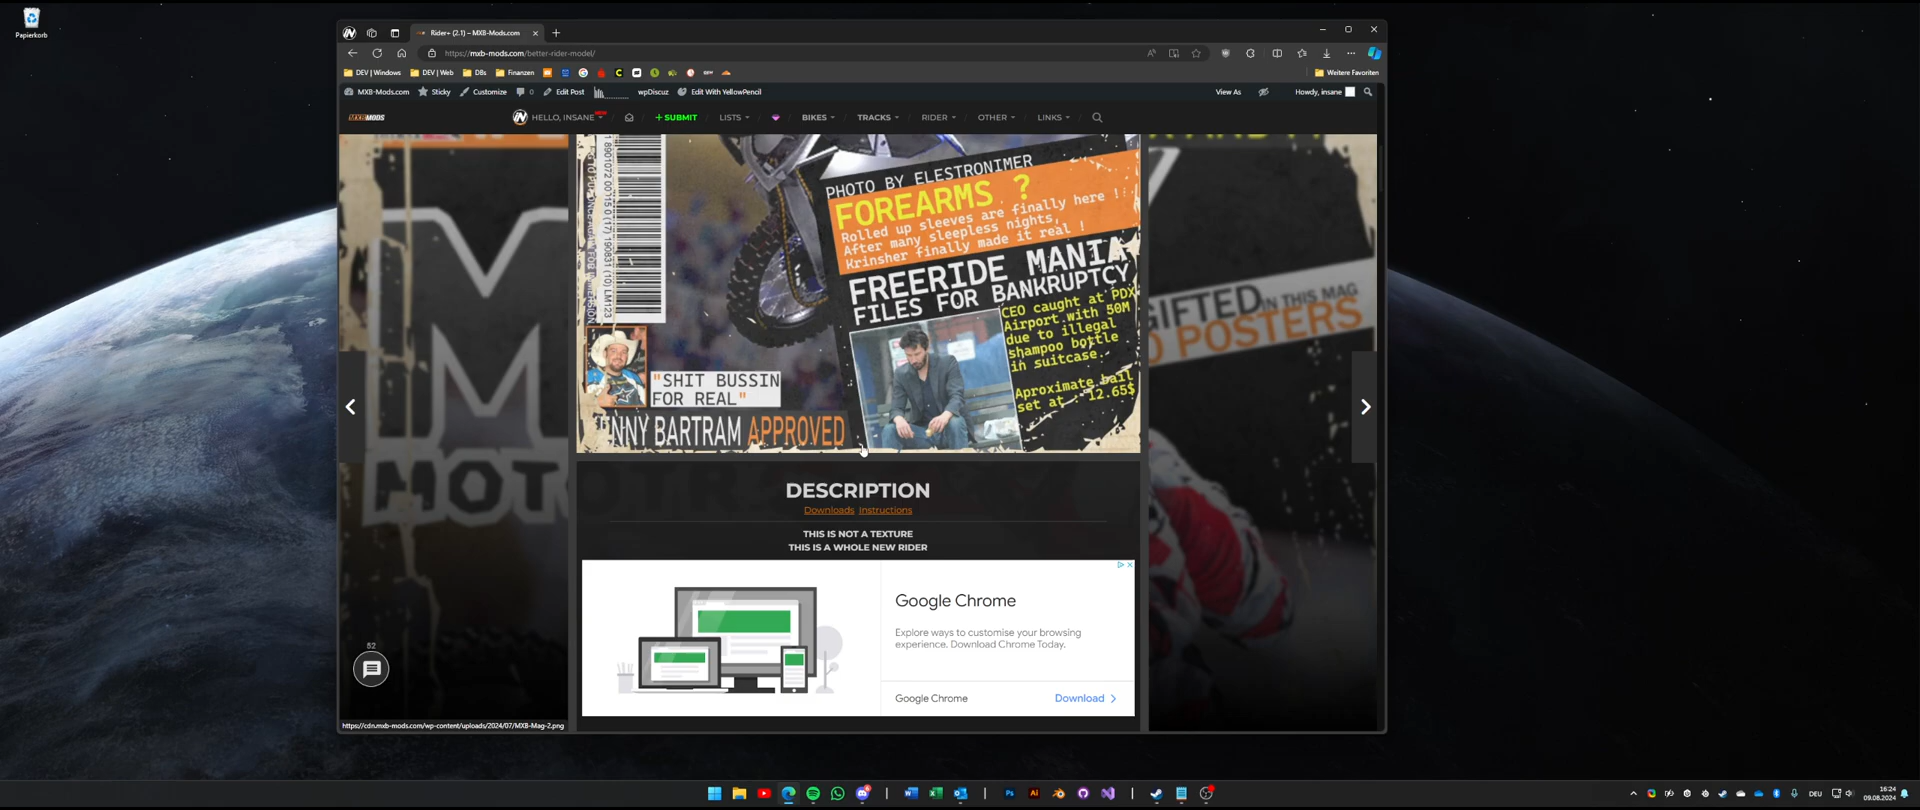 Papierkorb
Rider+ (2.1) – MXB-Mods.com
https://mxb-mods.com/better-rider-model/
DEV | Windows
DEV | Web
DBs
Finanzen
Weitere Favoriten
MXB-Mods.com
Sticky
Customize
0
Edit Post
wpDiscuz
Edit With YellowPencil
View As
Howdy, insane
MXBMODS
HELLO, INSANE
+ SUBMIT
LISTS
BIKES
TRACKS
RIDER
OTHER
LINKS
PHOTO BY ELESTRONIMER
FOREARMS ?
Rolled up sleeves are finally here !!
After many sleepless nights,
Krinsher finally made it real !
FREERIDE MANIA
FILES FOR BANKRUPTCY
CEO caught at PDX
Airport with 50M
due to illegal
shampoo bottle
in suitcase.
Aproximate bail
set at : 12.65$
"SHIT BUSSIN
FOR REAL"
NNY BARTRAM APPROVED
GIFTED IN THIS MAG
POSTERS
M
MOT
DESCRIPTION
Downloads Instructions
THIS IS NOT A TEXTURE
THIS IS A WHOLE NEW RIDER
Google Chrome
Explore ways to customise your browsing
experience. Download Chrome Today.
Google Chrome
Download
52
https://cdn.mxb-mods.com/wp-content/uploads/2024/07/MXB-Mag-2.png
DEU
16:24
09.08.2024